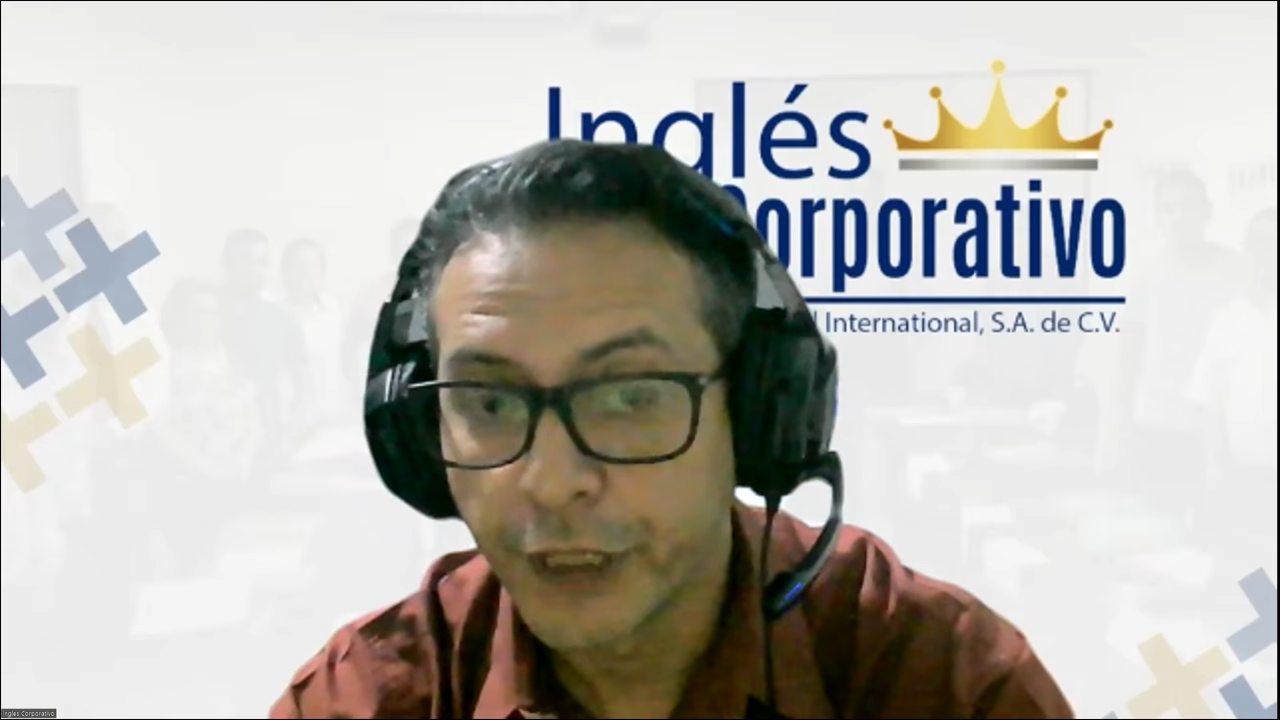 Inglés
orporativo
International, S.A. de C.V.
Ingles Corporativo